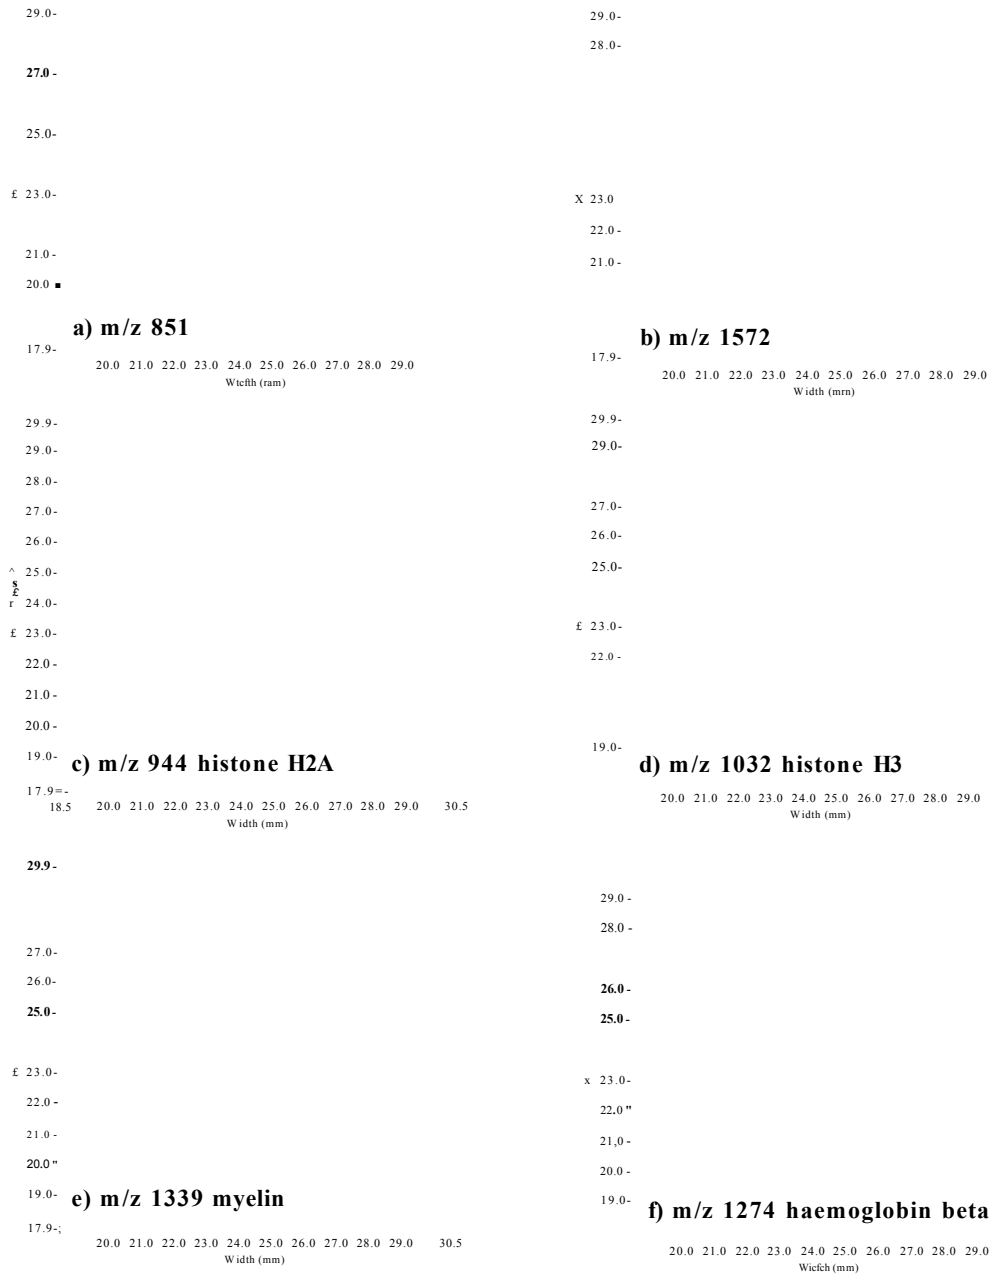 29.0-
27.0 -
25.0-
£ 23.0-
21.0 -
20.0 ■
a) m/z 851
17.9-
20.0 21.0 22.0 23.0 24.0 25.0 26.0 27.0 28.0 29.0
Wtcfth (ram)
29.0-
28.0-
X 23.0
22.0 -
21.0 -
b) m/z 1572
17.9-
20.0 21.0 22.0 23.0 24.0 25.0 26.0 27.0 28.0 29.0
Width (mrn)
29.9-
29.0-
28.0-
27.0-
26.0-
^ 25.0-
s
£
r 24.0-
£ 23.0-
22.0 -
21.0 -
20.0 -
19.0-
c) m/z 944 histone H2A
17.9=-
18.5 20.0 21.0 22.0 23.0 24.0 25.0 26.0 27.0 28.0 29.0 30.5
Width (mm)
29.9-
29.0-
27.0-
26.0-
25.0-
£ 23.0-
22.0 -
19.0-
d) m/z 1032 histone H3
20.0 21.0 22.0 23.0 24.0 25.0 26.0 27.0 28.0 29.0
Width (mm)
29.9 -
27.0-
26.0-
25.0-
£ 23.0-
22.0 -
21.0 -
20.0 "
19.0-
e) m/z 1339 myelin
17.9-;
20.0 21.0 22.0 23.0 24.0 25.0 26.0 27.0 28.0 29.0 30.5
Width (mm)
29.0 -
28.0 -
26.0 -
25.0 -
x 23.0-
22.0 "
21,0 -
20.0 -
19.0-
f) m/z 1274 haemoglobin beta
20.0 21.0 22.0 23.0 24.0 25.0 26.0 27.0 28.0 29.0
Wicfch (mm)